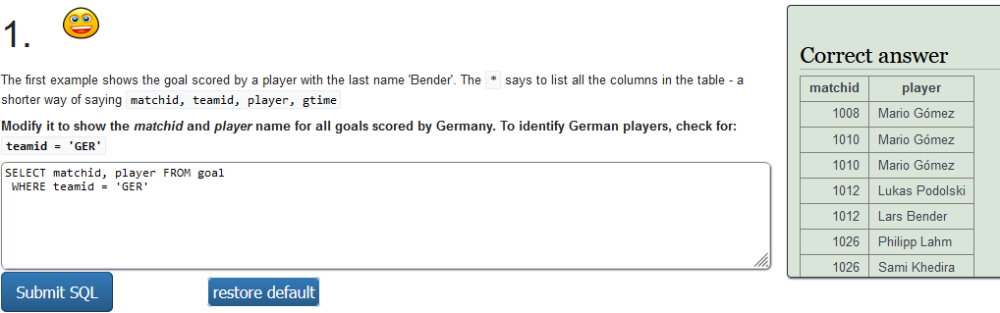 1.
The first example shows the goal scored by a player with the last name 'Bender'. The * says to list all the columns in the table - a
shorter way of saying matchid, teamid, player, gtime
Modify it to show the matchid and player name for all goals scored by Germany. To identify German players, check for:
teamid = 'GER'
SELECT matchid, player FROM goal
WHERE teamid = 'GER'
Submit SQL
restore default
Correct answer
matchid player
1008 Mario Gómez
1010 Mario Gómez
1010 Mario Gómez
1012 Lukas Podolski
1012 Lars Bender
1026 Philipp Lahm
1026 Sami Khedira